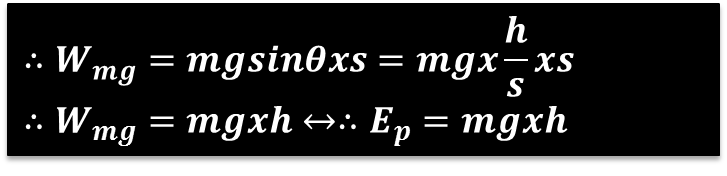 ∴ W_mg = mgsinθxs = mgx h/s xs
∴ W_mg = mgxh ↔∴ E_p = mgxh